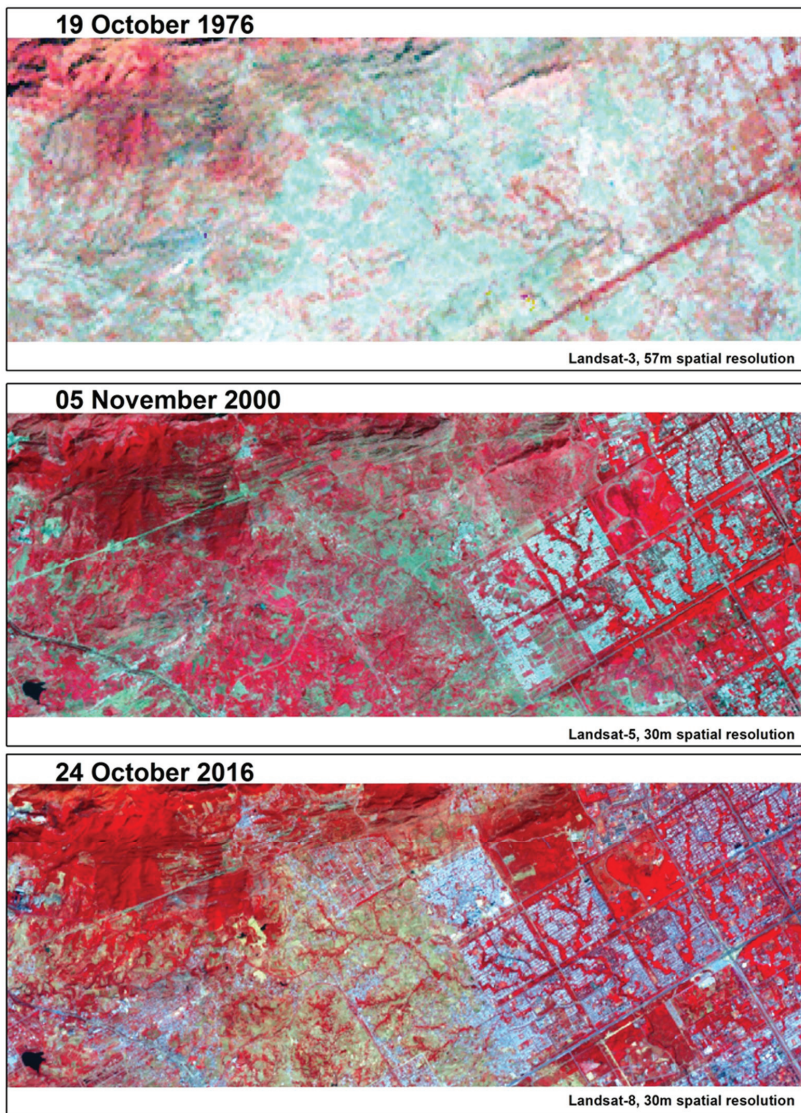 19 October 1976
Landsat-3, 57m spatial resolution
05 November 2000
Landsat-5, 30m spatial resolution
24 October 2016
Landsat-8, 30m spatial resolution